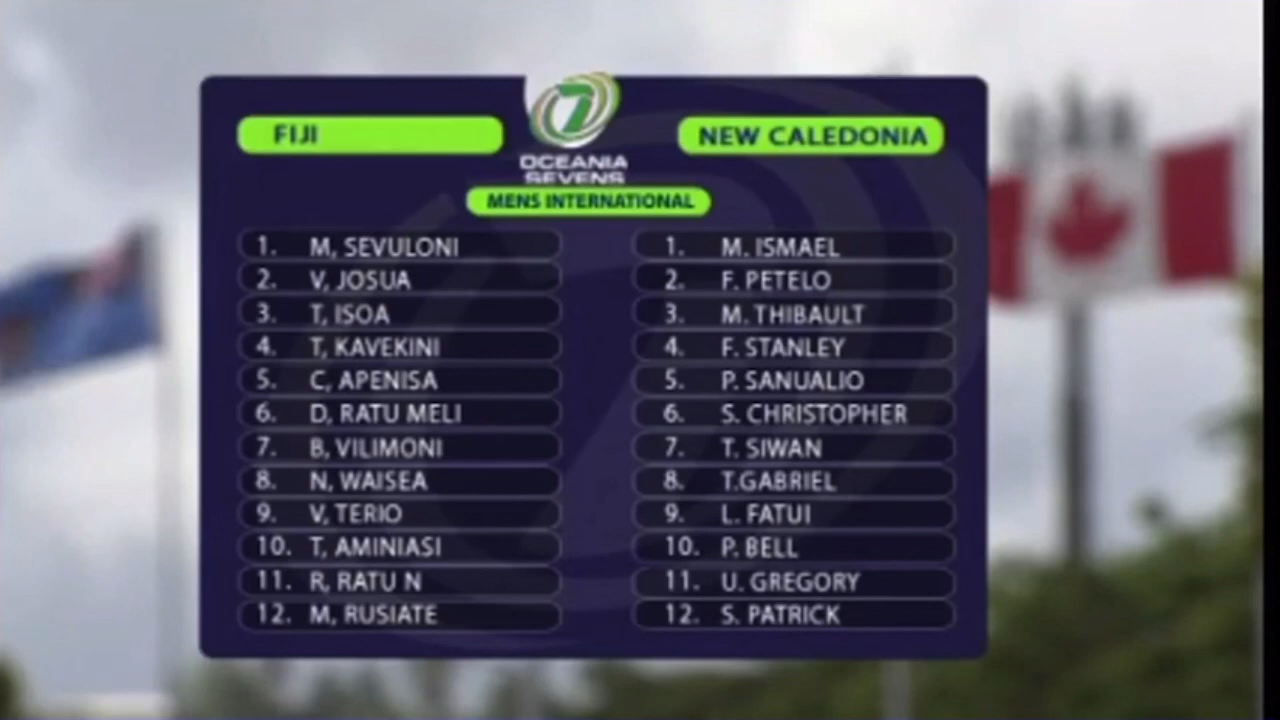 FIJI
7
NEW CALEDONIA
OCEANIA
SEVENS
MENS INTERNATIONAL
1. M, SEVULONI
2. V, JOSUA
3. T, ISOA
4. T, KAVEKINI
5. C, APENISA
6. D, RATU MELI
7. B, VILIMONI
8. N, WAISEA
9. V, TERIO
10. T, AMINIASI
11. R, RATU N
12. M, RUSIATE
1. M. ISMAEL
2. F. PETELO
3. M. THIBAULT
4. F. STANLEY
5. P. SANUALIO
6. S. CHRISTOPHER
7. T. SIWAN
8. T.GABRIEL
9. L. FATUI
10. P. BELL
11. U. GREGORY
12. S. PATRICK